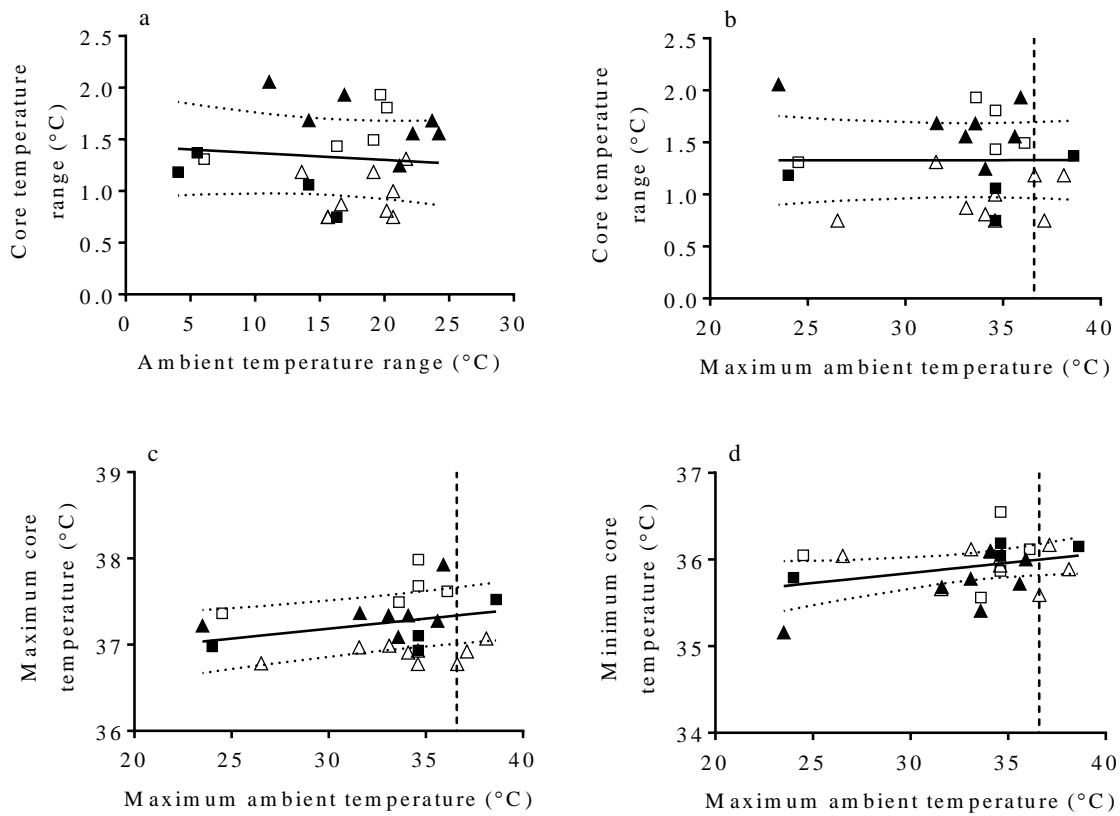 a
2.5
2.0
1.5
1.0
0.5
0.0
Core temperature
range (°C)
0 5 10 15 20 25 30
Ambient temperature range (°C)
b
2.5
2.0
1.5
1.0
0.5
0.0
Core temperature
range (°C)
20 30 35 40
Maximum ambient temperature (°C)
c
39
38
37
36
Maximum core
temperature (°C)
20 25 30 35 40
Maximum ambient temperature (°C)
d
37
36
35
34
Minimum core
temperature (°C)
20 25 30 35 40
Maximum ambient temperature (°C)